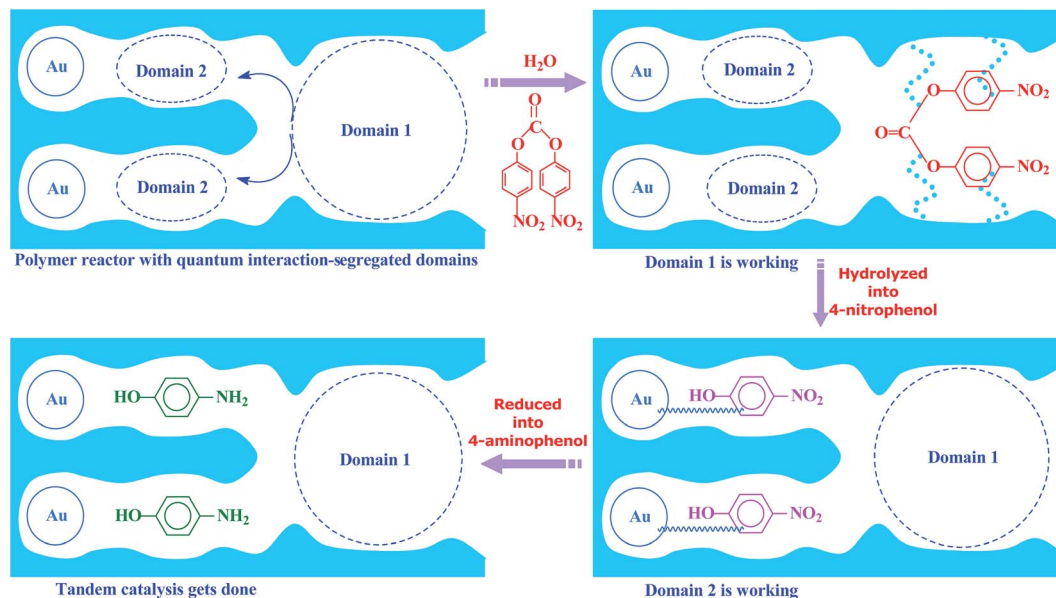 Au
Domain 2
Domain 1
Au
Domain 2
Polymer reactor with quantum interaction-segregated domains
H₂O
O
C
O O
NO₂ NO₂
Au
Domain 2
Au
Domain 2
O NO₂
O=C
O NO₂
Domain 1 is working
Hydrolyzed
into
4-nitrophenol
Au
HO NO₂
Domain 1
Au
HO NO₂
Domain 2 is working
Reduced
into
4-aminophenol
Au
HO NH₂
Domain 1
Au
HO NH₂
Tandem catalysis gets done